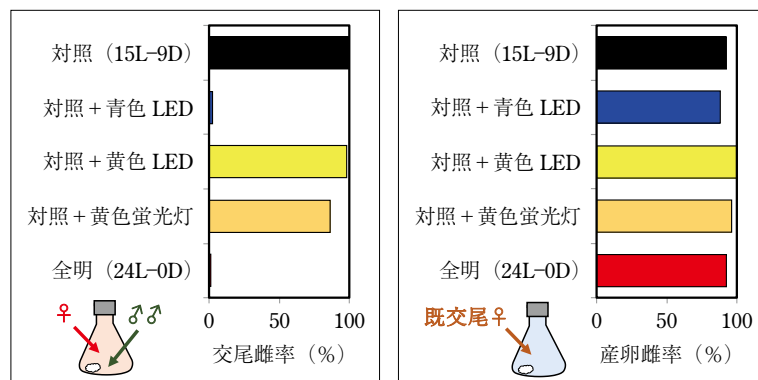 対照（15L-9D）
対照 + 青色 LED
対照 + 黄色 LED
対照 + 黄色蛍光灯
全明（24L-0D）
♀ ♂♂
0 50 100
交尾雌率（%）
対照（15L-9D）
対照 + 青色 LED
対照 + 黄色 LED
対照 + 黄色蛍光灯
全明（24L-0D）
既交尾♀
0 50 100
産卵雌率（%）